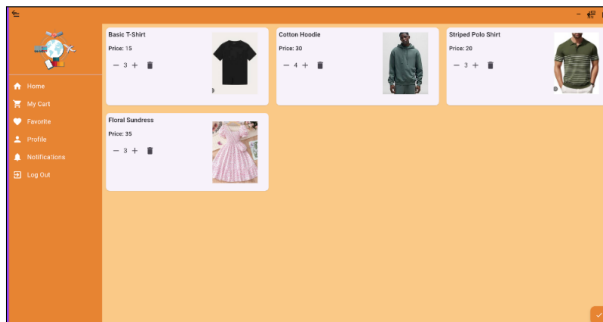 Home
My Cart
Favorite
Profile
Notifications
Log Out
Basic T-Shirt
Price: 15
3
Cotton Hoodie
Price: 30
4
Striped Polo Shirt
Price: 20
Floral Sundress
Price: 35
3